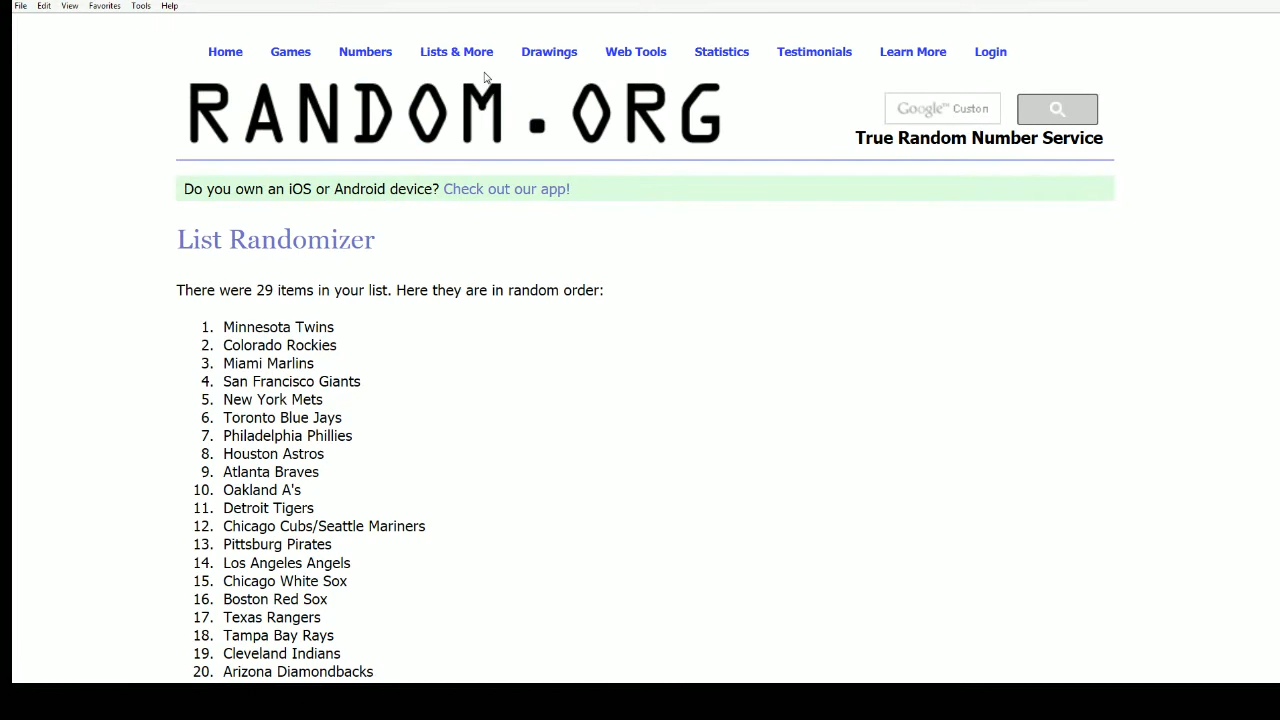 File Edit View Favorites Tools Help
Home Games Numbers Lists & More Drawings Web Tools Statistics Testimonials Learn More Login
RANDOM.ORG
Google™ Custon
True Random Number Service
Do you own an iOS or Android device? Check out our app!
List Randomizer
There were 29 items in your list. Here they are in random order:
1. Minnesota Twins
2. Colorado Rockies
3. Miami Marlins
4. San Francisco Giants
5. New York Mets
6. Toronto Blue Jays
7. Philadelphia Phillies
8. Houston Astros
9. Atlanta Braves
10. Oakland A's
11. Detroit Tigers
12. Chicago Cubs/Seattle Mariners
13. Pittsburg Pirates
14. Los Angeles Angels
15. Chicago White Sox
16. Boston Red Sox
17. Texas Rangers
18. Tampa Bay Rays
19. Cleveland Indians
20. Arizona Diamondbacks